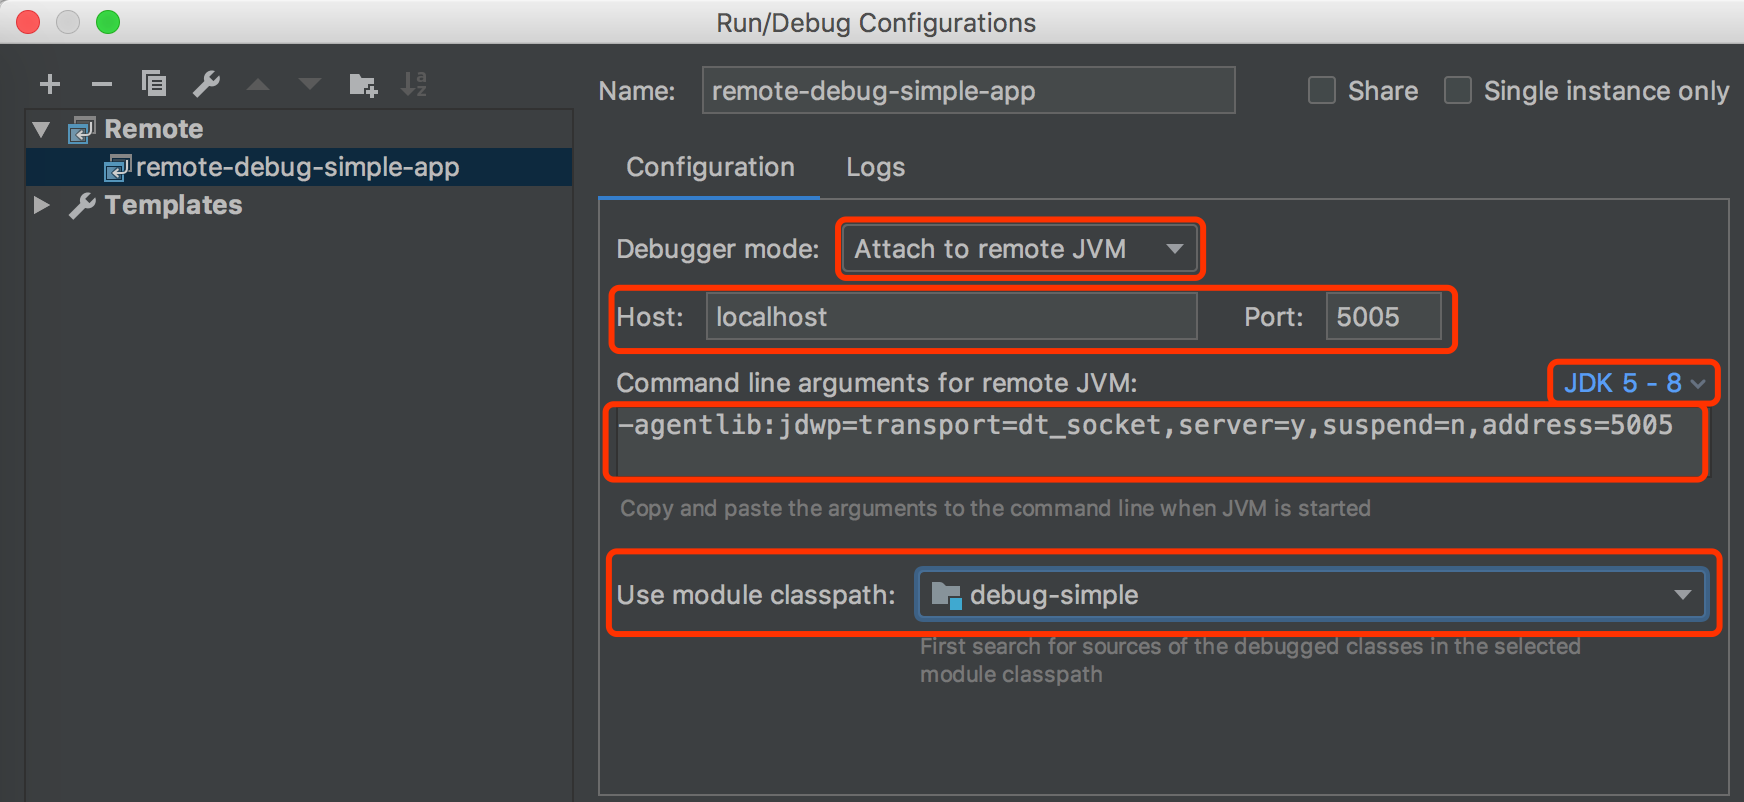 Run/Debug Configurations
Name: remote-debug-simple-app Share Single instance only
Remote
remote-debug-simple-app
Templates
Configuration Logs
Debugger mode: Attach to remote JVM
Host: localhost Port: 5005
Command line arguments for remote JVM: JDK 5 - 8
-agentlib:jdwp=transport=dt_socket,server=y,suspend=n,address=5005
Copy and paste the arguments to the command line when JVM is started
Use module classpath: debug-simple
First search for sources of the debugged classes in the selected
module classpath